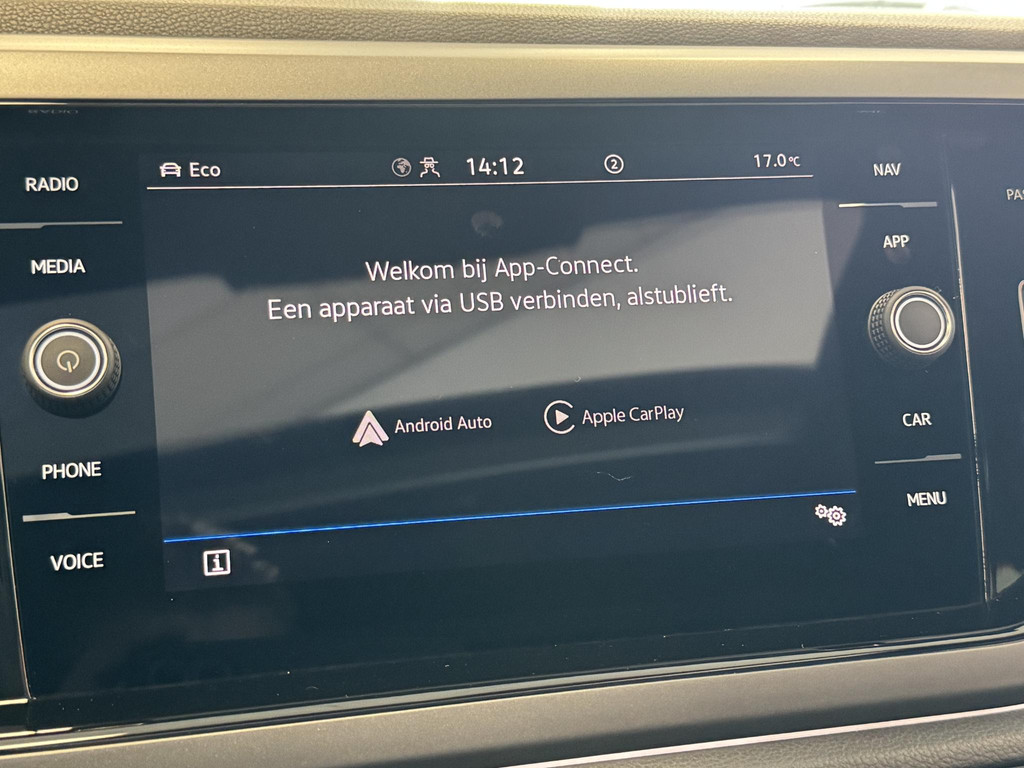 RADIO
MEDIA
PHONE
VOICE
Eco
14:12
2
17.0°C
Welkom bij App-Connect.
Een apparaat via USB verbinden, alstublieft.
Android Auto
Apple CarPlay
i
NAV
APP
CAR
MENU